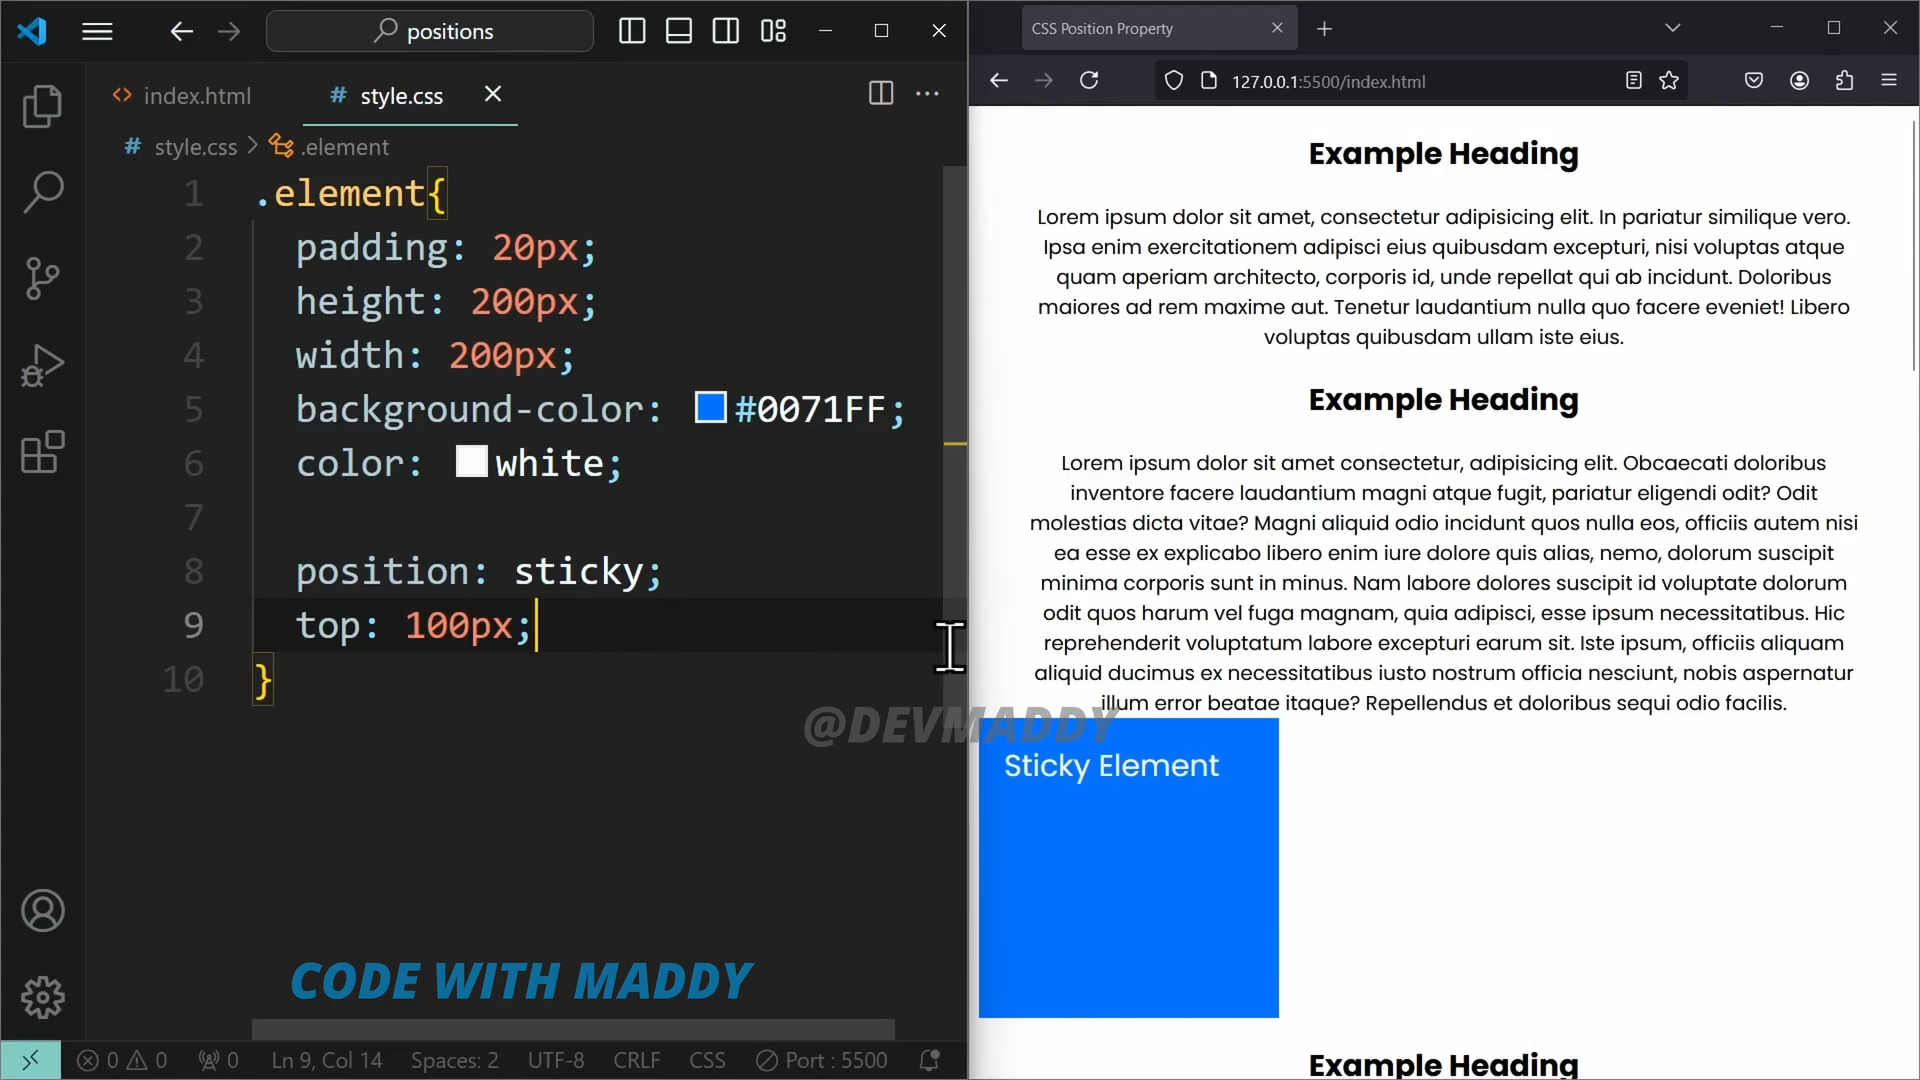 positions
index.html
# style.css
# style.css > .element
1 .element{
2 padding: 20px;
3 height: 200px;
4 width: 200px;
5 background-color: #0071FF;
6 color: white;
7
8 position: sticky;
9 top: 100px;
10 }
@DEVMADDY
CODE WITH MADDY
0 0 0 Ln 9, Col 14 Spaces: 2 UTF-8 CRLF CSS Port : 5500
CSS Position Property
127.0.0.1:5500/index.html
Example Heading
Lorem ipsum dolor sit amet, consectetur adipisicing elit. In pariatur similique vero.
Ipsa enim exercitationem adipisci eius quibusdam excepturi, nisi voluptas atque
quam aperiam architecto, corporis id, unde repellat qui ab incidunt. Doloribus
maiores ad rem maxime aut. Tenetur laudantium nulla quo facere eveniet! Libero
voluptas quibusdam ullam iste eius.
Example Heading
Lorem ipsum dolor sit amet consectetur, adipisicing elit. Obcaecati doloribus
inventore facere laudantium magni atque fugit, pariatur eligendi odit? Odit
molestias dicta vitae? Magni aliquid odio incidunt quos nulla eos, officiis autem nisi
ea esse ex explicabo libero enim iure dolore quis alias, nemo, dolorum suscipit
minima corporis sunt in minus. Nam labore dolores suscipit id voluptate dolorum
odit quos harum vel fuga magnam, quia adipisci, esse ipsum necessitatibus. Hic
reprehenderit voluptatum labore excepturi earum sit. Iste ipsum, officiis aliquam
aliquid ducimus ex necessitatibus iusto nostrum officia nesciunt, nobis aspernatur
illum error beatae itaque? Repellendus et doloribus sequi odio facilis.
Sticky Element
Example Heading